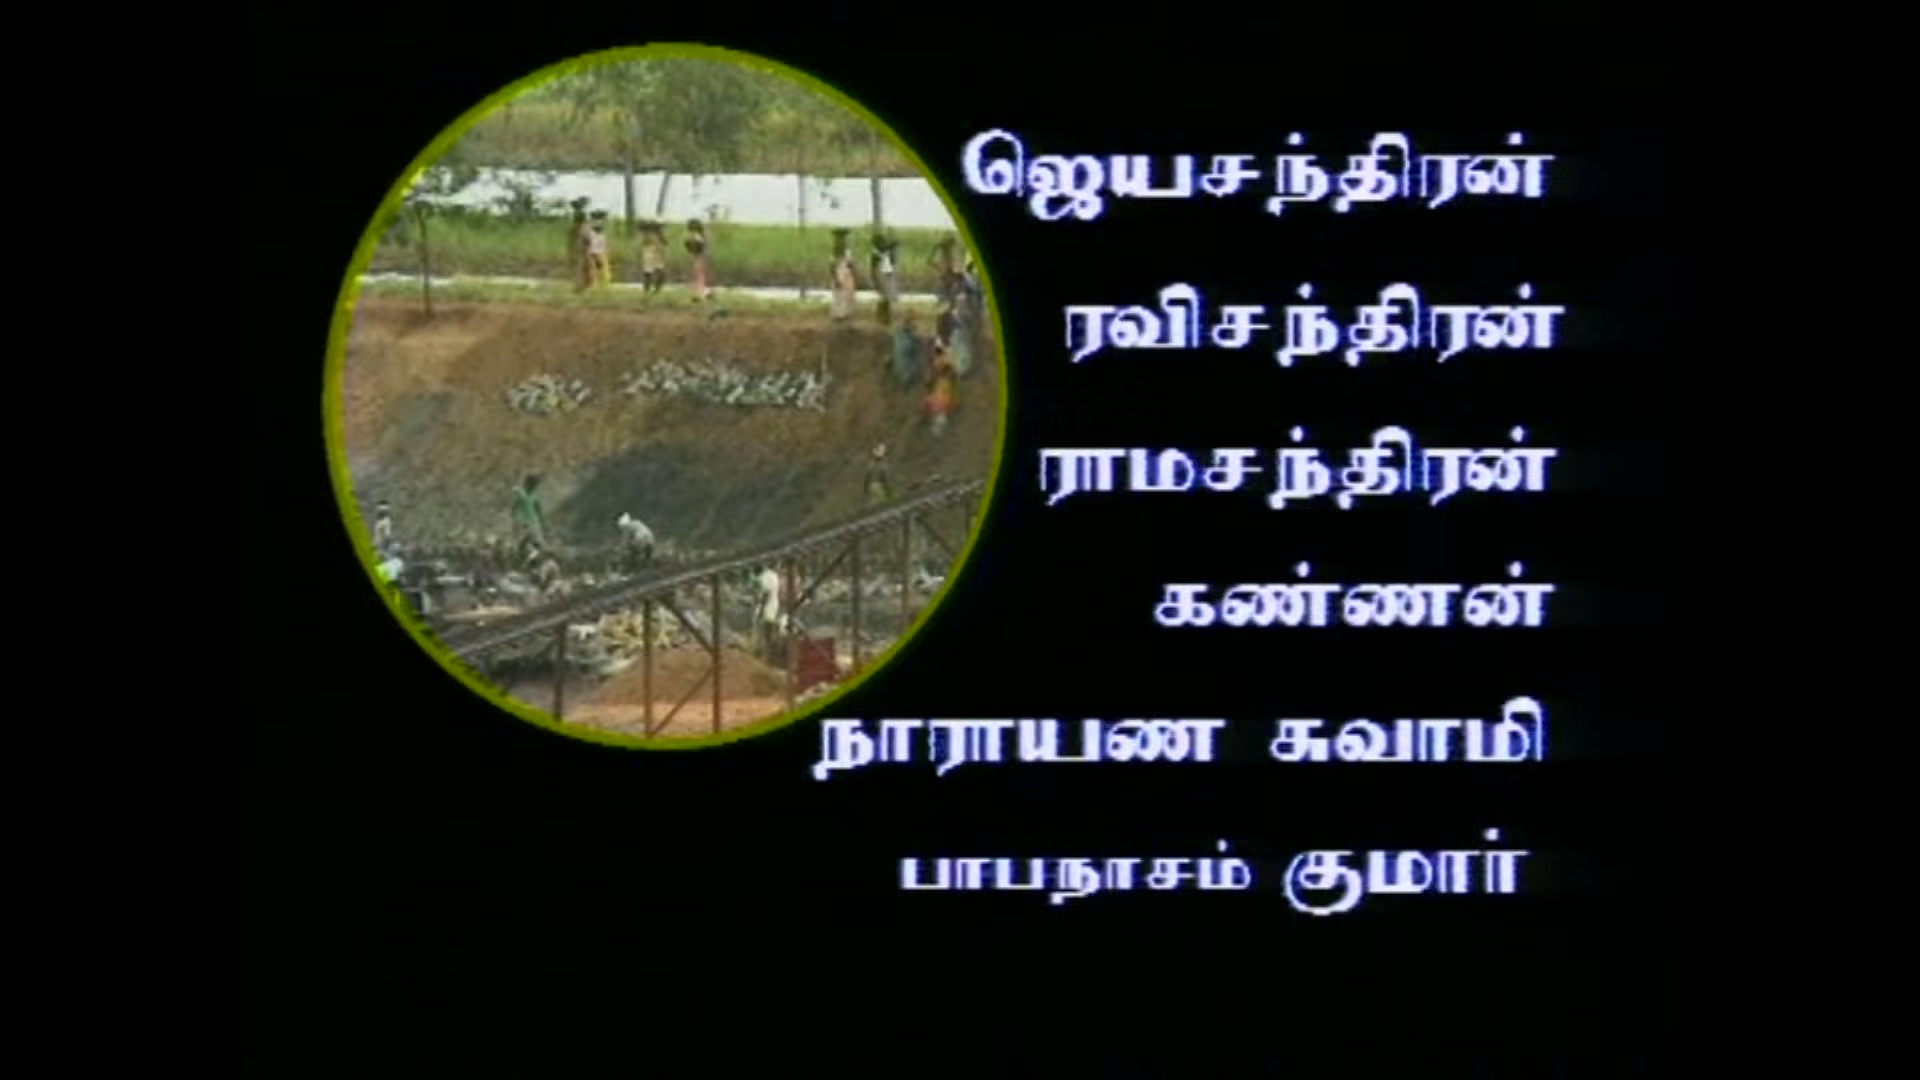 ஜெயசந்திரன்
ரவிசந்திரன்
ராமசந்திரன்
கண்ணன்
நாராயண சுவாமி
பாபநாசம் குமார்